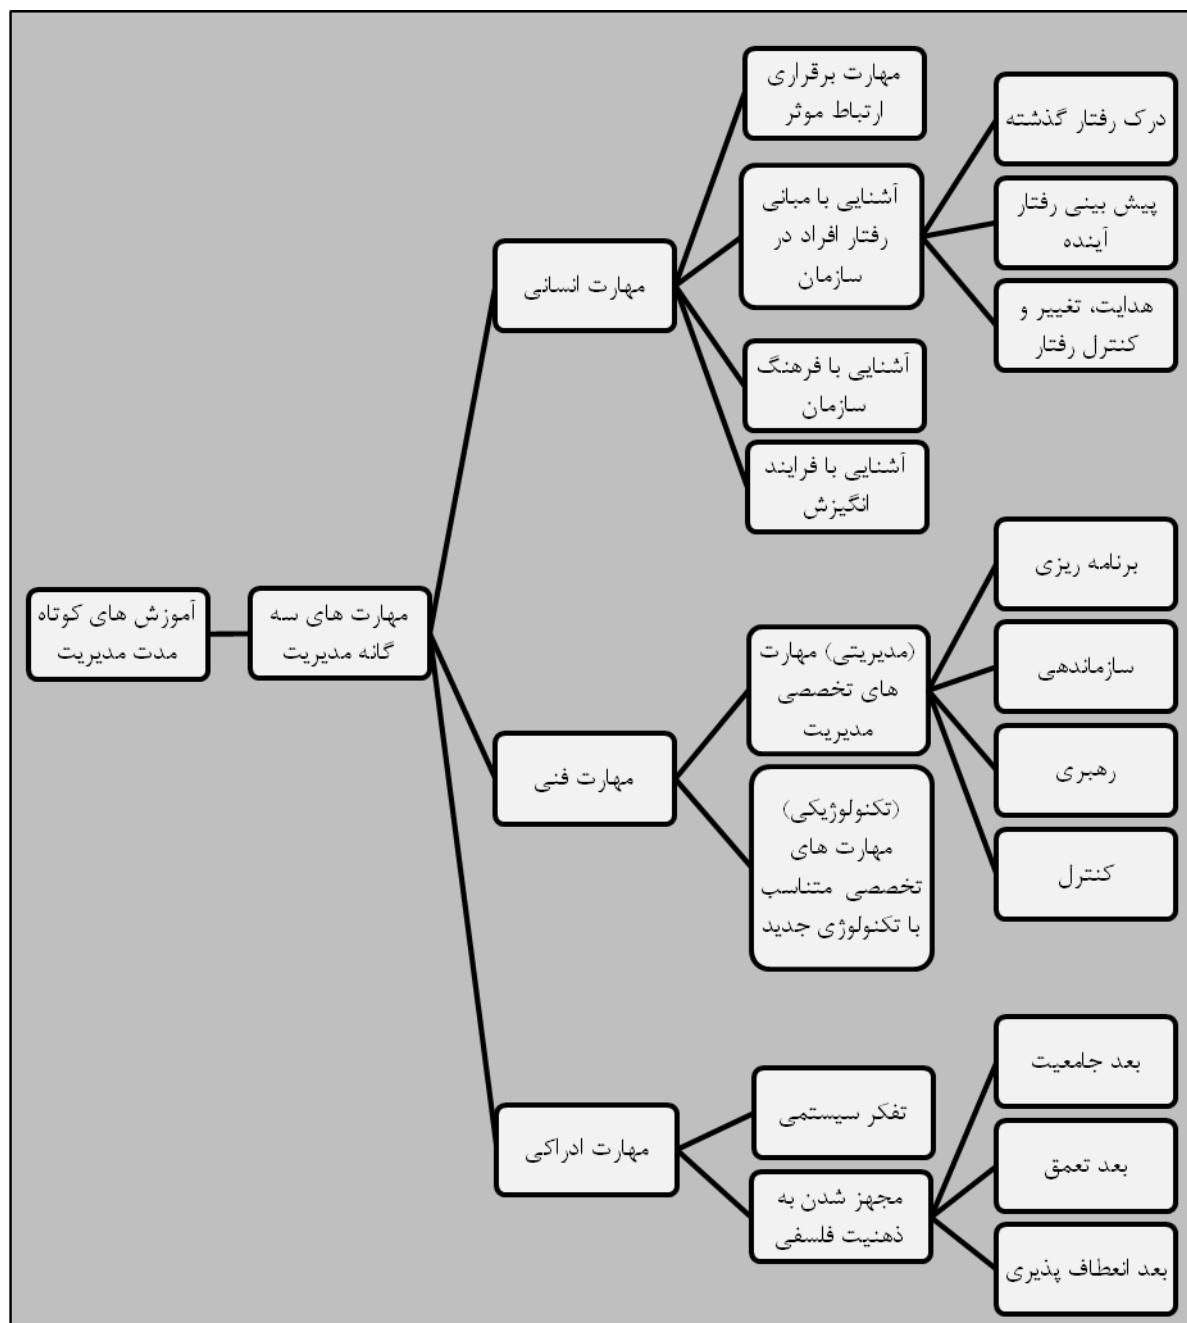 آموزش های کوتاه
مدت مدیریت
مهارت های سه
گانه مدیریت
مهارت انسانی
مهارت برقراری
ارتباط موثر
آشنایی با مبانی
رفتار افراد در
سازمان
درک رفتار گذشته
پیش بینی رفتار
آینده
هدایت، تغییر و
کنترل رفتار
آشنایی با فرهنگ
سازمان
آشنایی با فرایند
انگیزش
مهارت فنی
(مدیریتی) مهارت
های تخصصی
مدیریت
برنامه ریزی
سازماندهی
رهبری
کنترل
(تکنولوژیکی)
مهارت های
تخصصی متناسب
با تکنولوژی جدید
مهارت ادراکی
تفکر سیستمی
مجهز شدن به
ذهنیت فلسفی
بعد جامعیت
بعد تعمق
بعد انعطاف پذیری